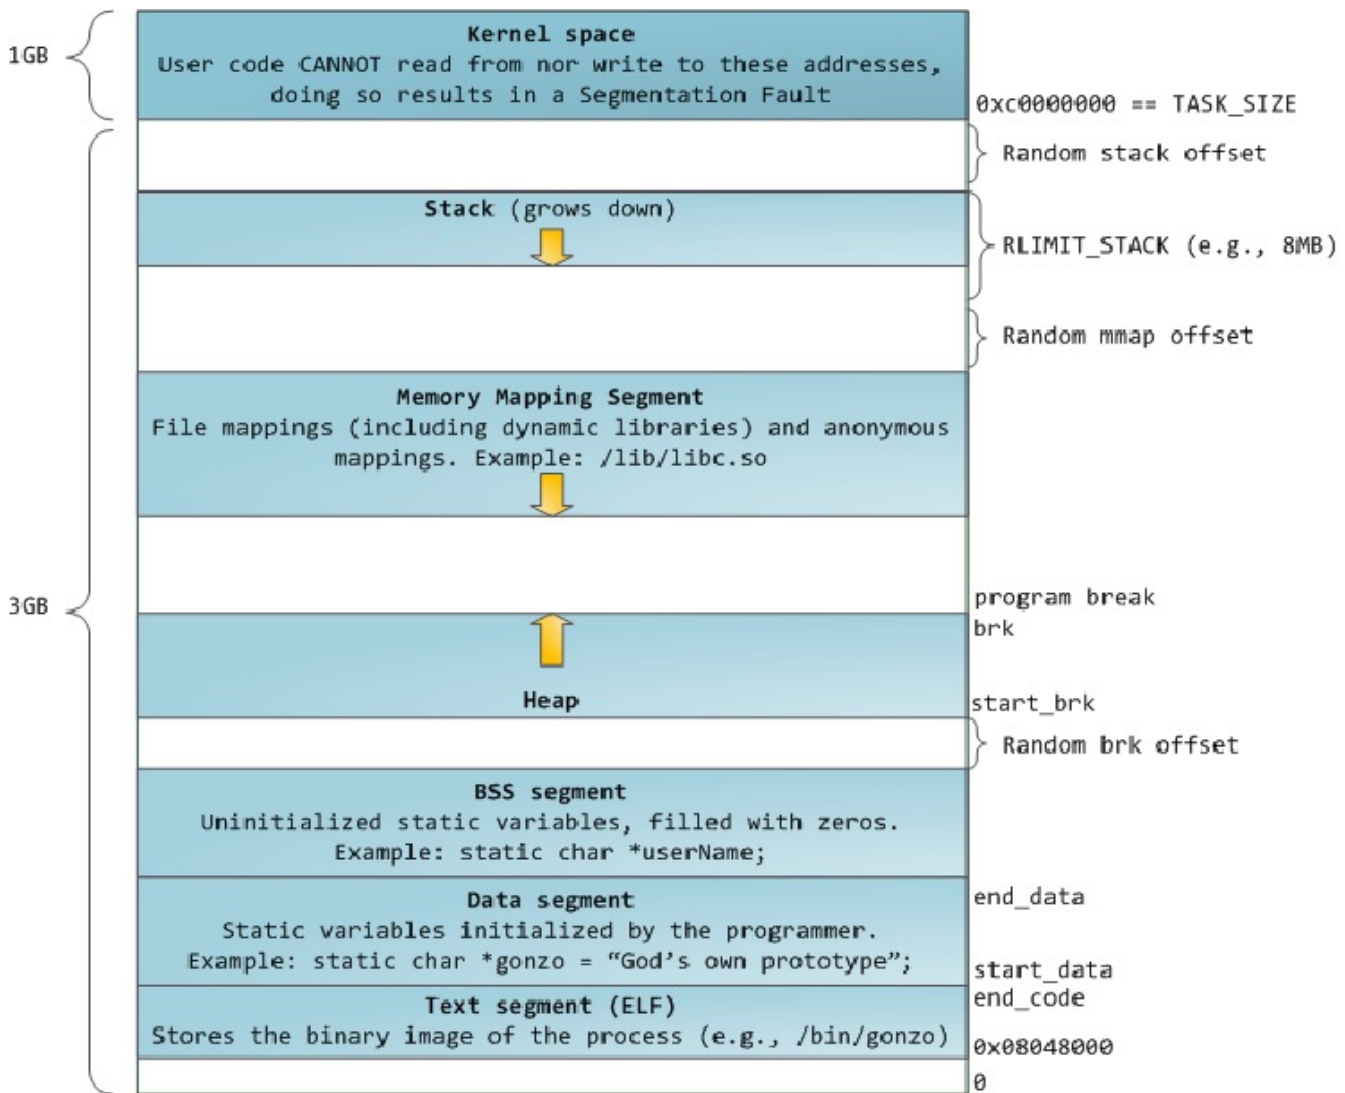 1GB
Kernel space
User code CANNOT read from nor write to these addresses,
doing so results in a Segmentation Fault
0xc0000000 == TASK_SIZE
Random stack offset
Stack (grows down)
RLIMIT_STACK (e.g., 8MB)
Random mmap offset
Memory Mapping Segment
File mappings (including dynamic libraries) and anonymous
mappings. Example: /lib/libc.so
3GB
program break
brk
Heap
start_brk
Random brk offset
BSS segment
Uninitialized static variables, filled with zeros.
Example: static char *userName;
Data segment
Static variables initialized by the programmer.
Example: static char *gonzo = “God’s own prototype”;
end_data
start_data
end_code
Text segment (ELF)
Stores the binary image of the process (e.g., /bin/gonzo)
0x08048000
0